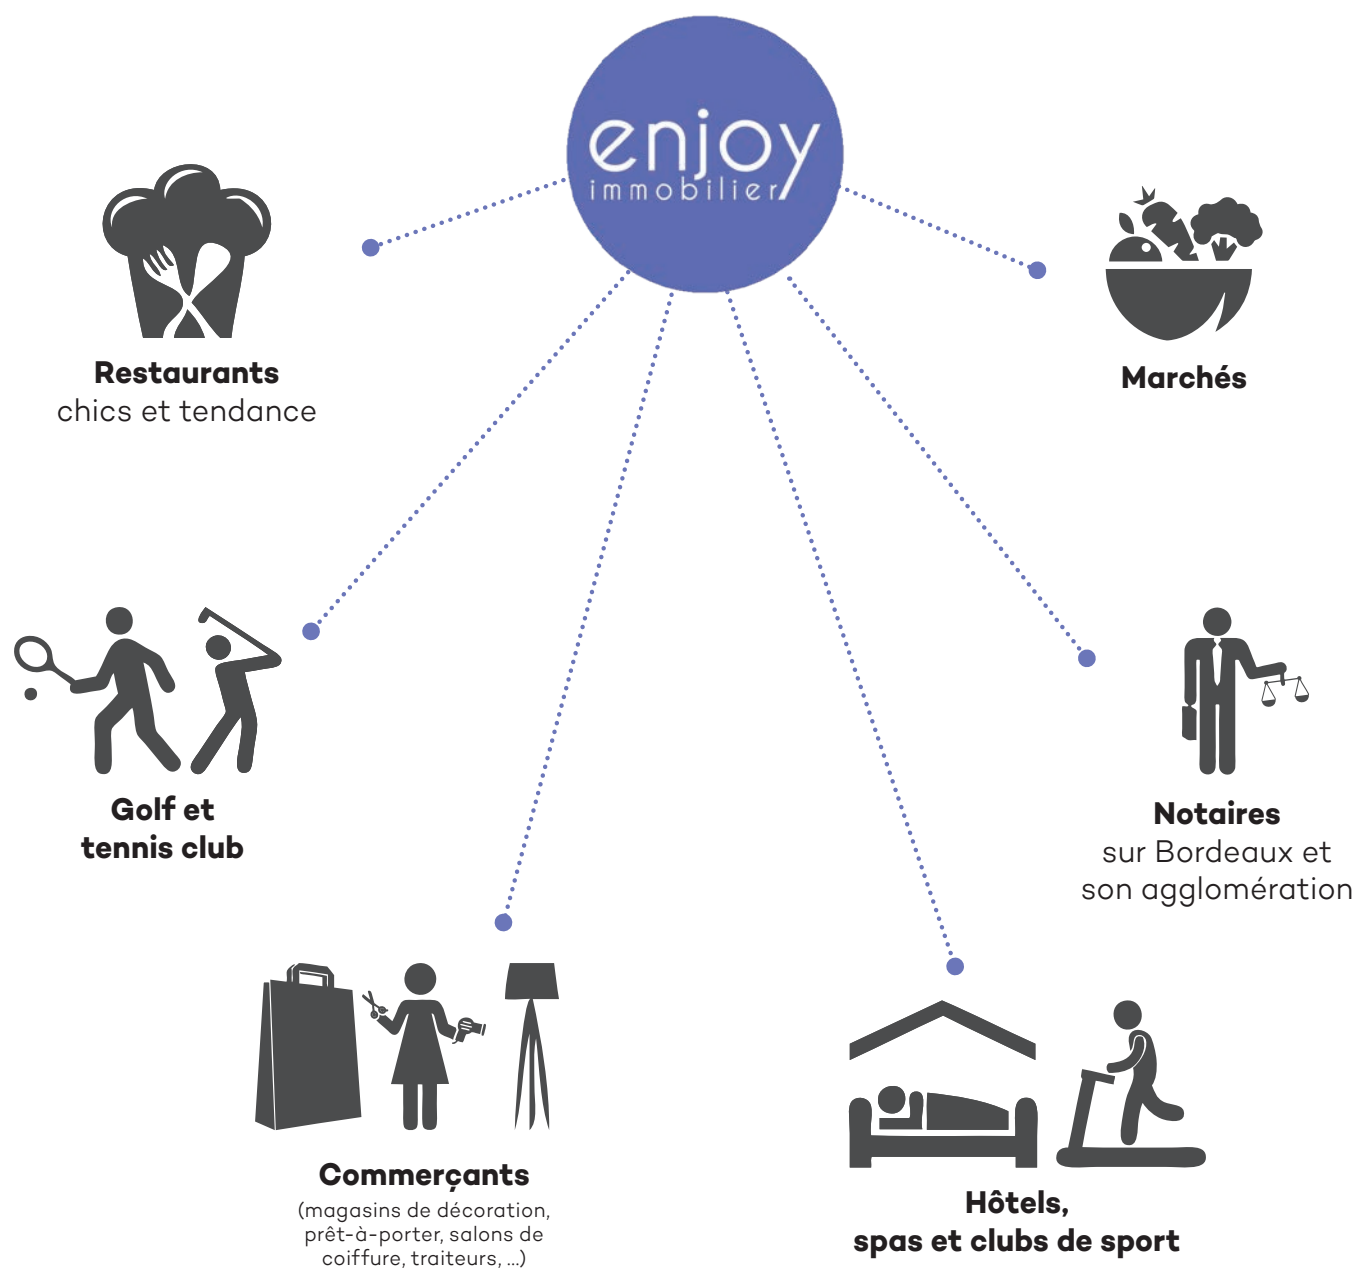 enjoy
immobilier
Restaurants
chics et tendance
Marchés
Golf et
tennis club
Notaires
sur Bordeaux et
son agglomération
Commerçants
(magasins de décoration,
prêt-à-porter, salons de
coiffure, traiteurs, ...)
Hôtels,
spas et clubs de sport